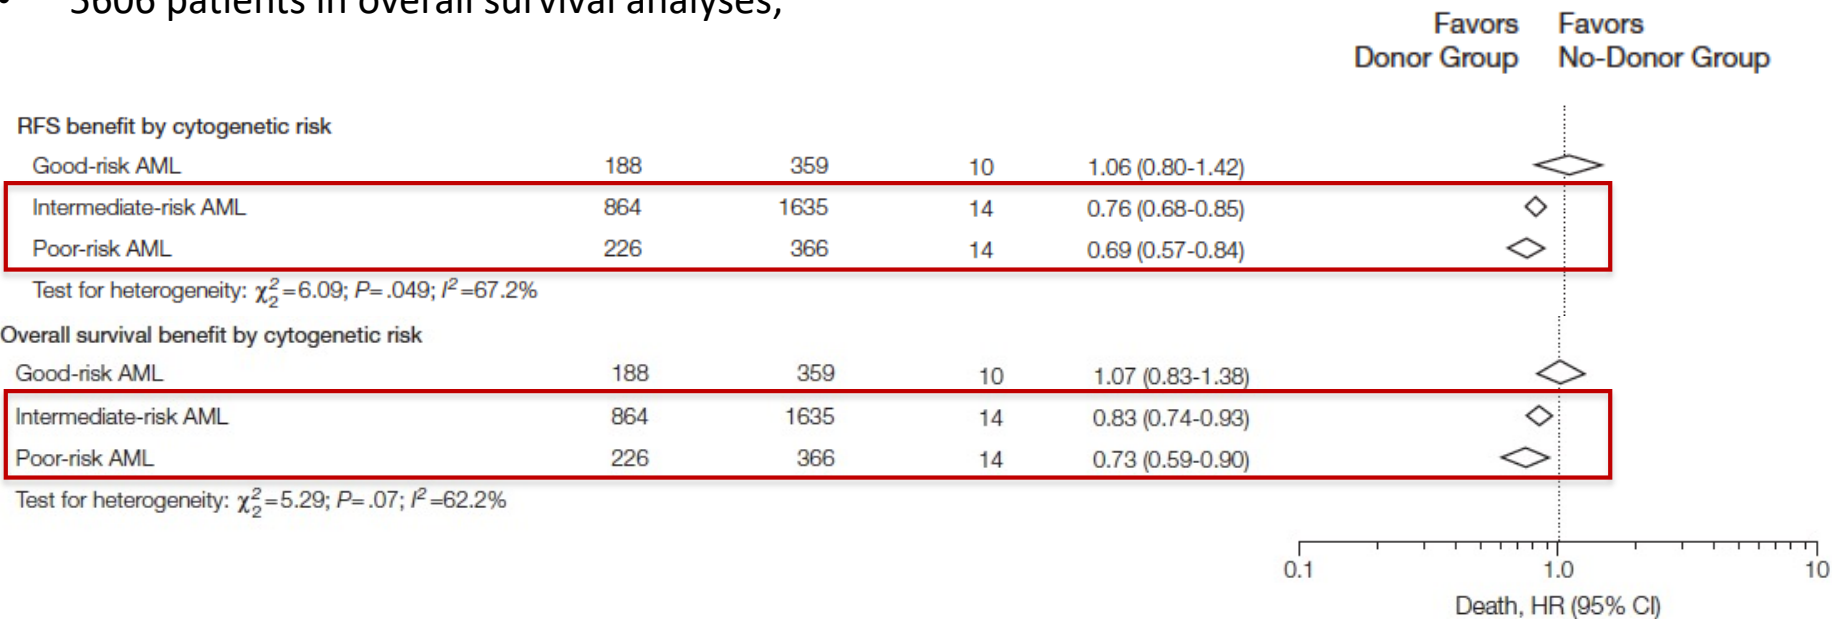 • 5606 patients in overall survival analyses;
Favors Favors
Donor Group No-Donor Group
RFS benefit by cytogenetic risk
Good-risk AML 188 359 10 1.06 (0.80-1.42)
Intermediate-risk AML 864 1635 14 0.76 (0.68-0.85)
Poor-risk AML 226 366 14 0.69 (0.57-0.84)
Test for heterogeneity: χ²₂=6.09; P=.049; I²=67.2%
Overall survival benefit by cytogenetic risk
Good-risk AML 188 359 10 1.07 (0.83-1.38)
Intermediate-risk AML 864 1635 14 0.83 (0.74-0.93)
Poor-risk AML 226 366 14 0.73 (0.59-0.90)
Test for heterogeneity: χ²₂=5.29; P=.07; I²=62.2%
0.1 1.0 10
Death, HR (95% CI)